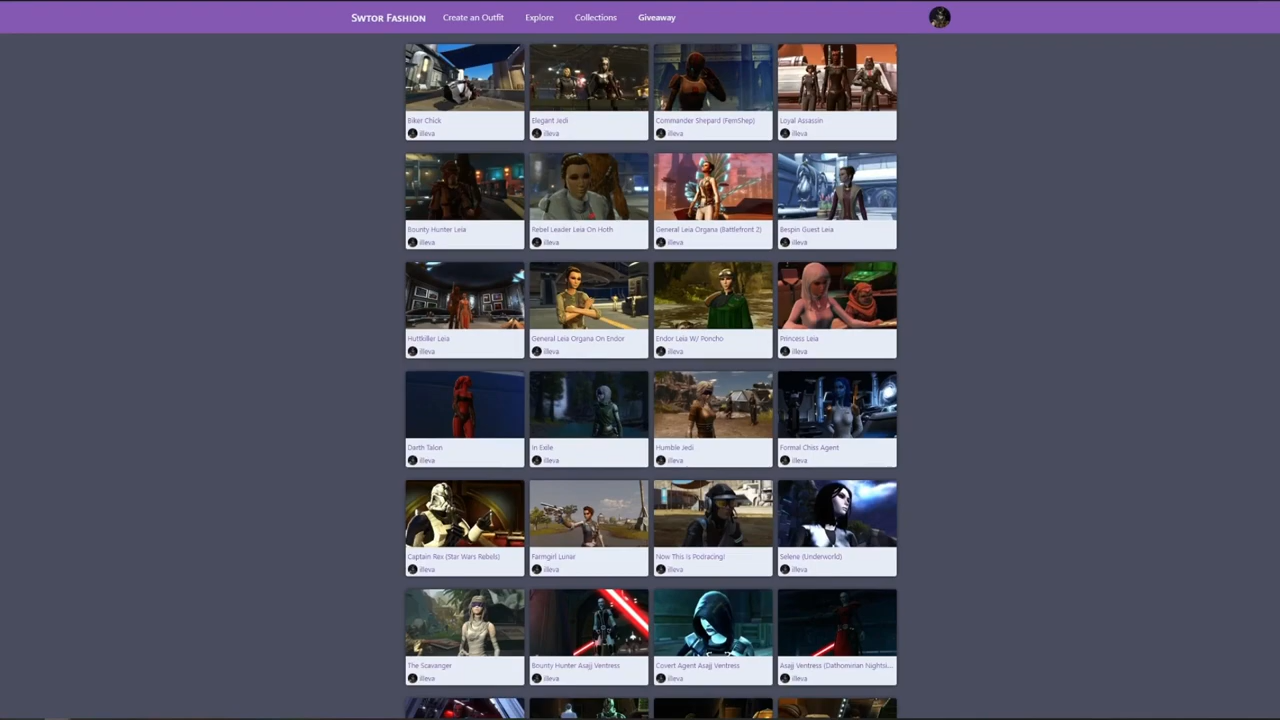 Swtor Fashion Create an Outfit Explore Collections Giveaway
Biker Chick Elegant Jedi Commander Shepard (FemShep) Loyal Assassin
illeva illeva illeva illeva
Bounty Hunter Leia Rebel Leader Leia On Hoth General Leia Organa (Battlefront 2) Bespin Guest Leia
illeva illeva illeva illeva
Huttkiller Leia General Leia Organa On Endor Endor Leia W/ Poncho Princess Leia
illeva illeva illeva illeva
Darth Talon In Exile Humble Jedi Formal Chiss Agent
illeva illeva illeva illeva
Captain Rex (Star Wars Rebels) Farmgirl Lunar Now This Is Podracing! Selene (Underworld)
illeva illeva illeva illeva
The Scavanger Bounty Hunter Asajj Ventress Covert Agent Asajj Ventress Asajj Ventress (Dathomirian Nightsi...
illeva illeva illeva illeva